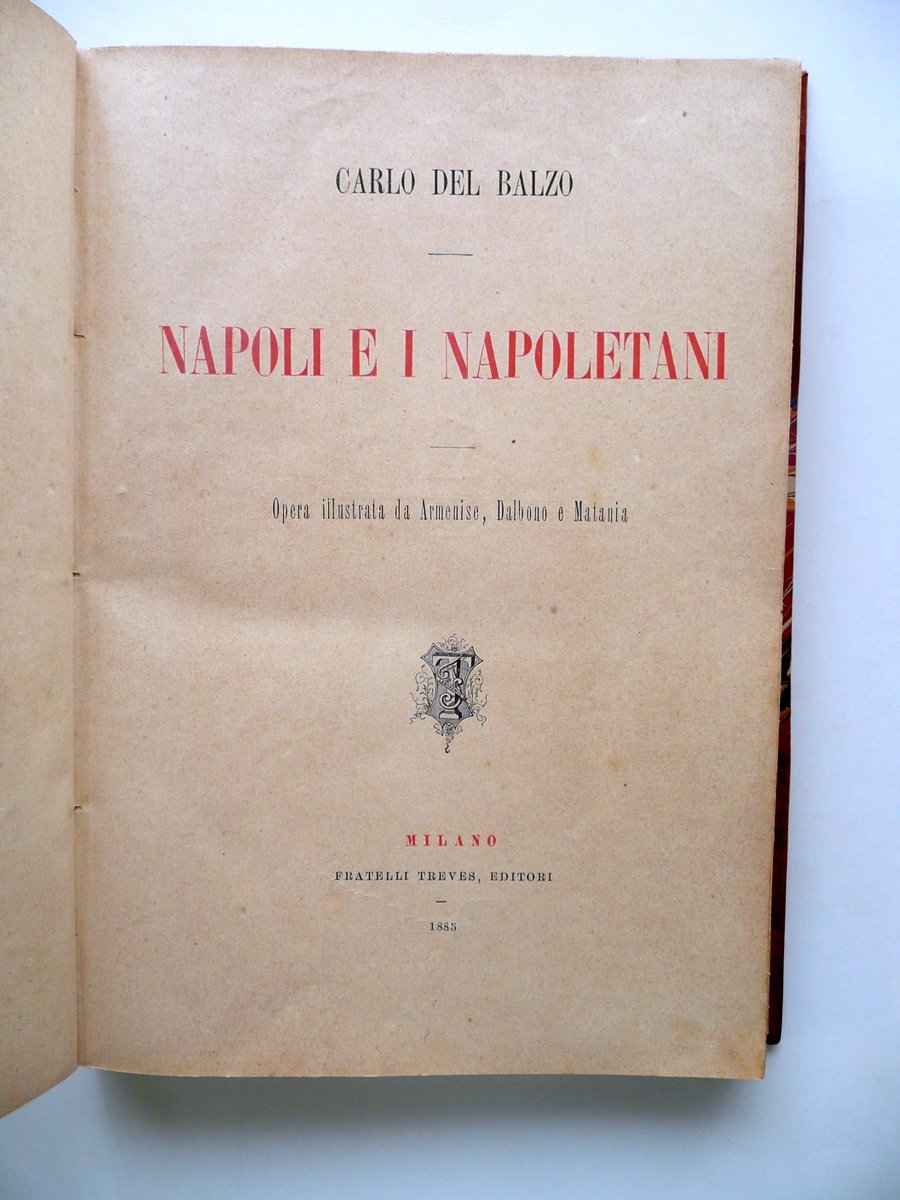 CARLO DEL BALZO
NAPOLI E I NAPOLETANI
Opera illustrata da Armenise, Dalbono e Matania
MILANO
FRATELLI TREVES, EDITORI
1885